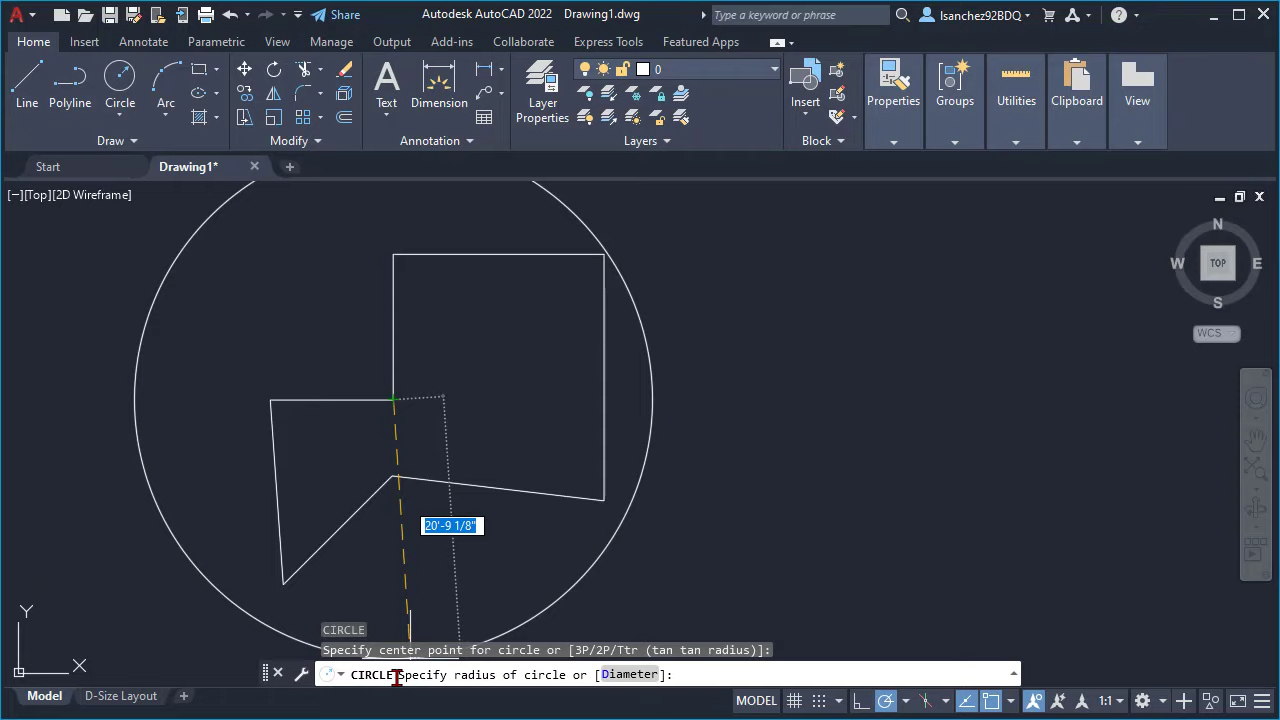 Share
Autodesk AutoCAD 2022 Drawing1.dwg
Type a keyword or phrase
lsanchez92BDQ
Home Insert Annotate Parametric View Manage Output Add-ins Collaborate Express Tools Featured Apps
0
Line Polyline Circle Arc
Text Dimension
Layer
Properties
Insert
Properties Groups Utilities Clipboard View
Draw Modify Annotation Layers Block
Start Drawing1*
[−][Top][2D Wireframe]
N
W TOP E
S
WCS
20'-9 1/8"
Y
X
CIRCLE
Specify center point for circle or [3P/2P/Ttr (tan tan radius)]:
CIRCLE Specify radius of circle or [Diameter]:
Model D-Size Layout
MODEL
1:1